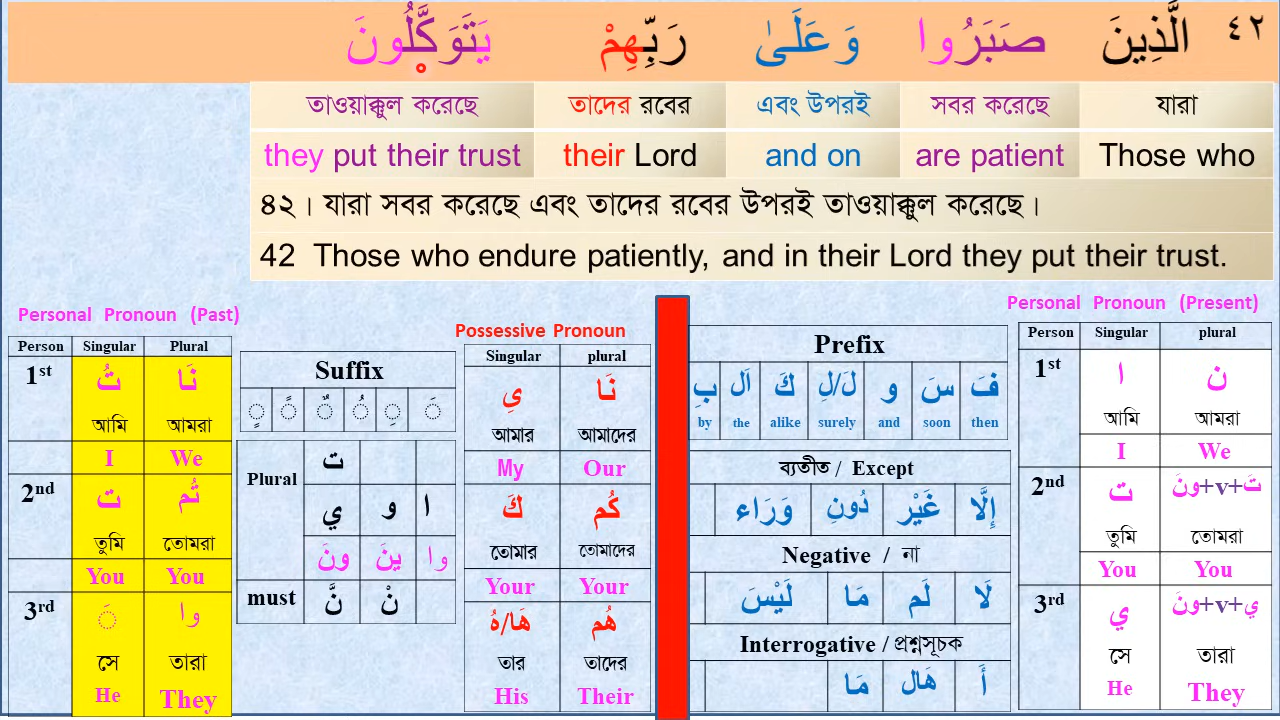 ٤٢ الَّذِينَ صَبَرُوا وَعَلَىٰ رَبِّهِمْ يَتَوَكَّلُونَ
যারা সবর করেছে এবং উপরই তাদের রবের তাওয়াক্কুল করেছে
they put their trust their Lord and on are patient Those who
৪২। যারা সবর করেছে এবং তাদের রবের উপরই তাওয়াক্কুল করেছে।
42 Those who endure patiently, and in their Lord they put their trust.
Personal Pronoun (Past)
Person Singular Plural
1st تُ نَا
আমি আমরা
I We
2nd ت تُم
তুমি তোমরা
You You
3rd َ وا
সে তারা
He They
Suffix
ٍ ً ٌ ُ ِ َ
Plural ت
ي و ا
ونَ ينَ وا
must نَّ نْ
Possessive Pronoun
Singular plural
يِ نَا
আমার আমাদের
My Our
كَ كُم
তোমার তোমাদের
Your Your
هَا/هُ هُم
তার তাদের
His Their
Prefix
بِ اَل كَ لَ/لِ و سَ فَ
by the alike surely and soon then
ব্যতীত / Except
وَرَاء دُونِ غَيْر إِلَّا
Negative / না
لَيْسَ مَا لَم لَا
Interrogative / প্রশ্নসূচক
مَا هَال أَ
Personal Pronoun (Present)
Person Singular plural
1st ا ن
আমি আমরা
I We
2nd ت تَ+v+ونَ
তুমি তোমরা
You You
3rd ي ي+v+ونَ
সে তারা
He They